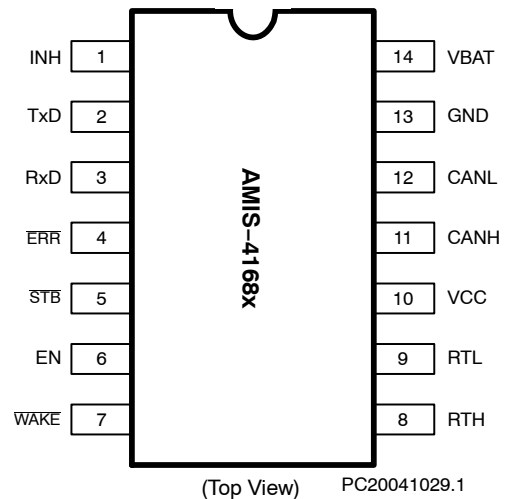 INH 1 14 VBAT
TxD 2 13 GND
RxD 3 12 CANL
ERR 4 11 CANH
STB 5 10 VCC
EN 6 9 RTL
WAKE 7 8 RTH
AMIS–4168x
(Top View) PC20041029.1